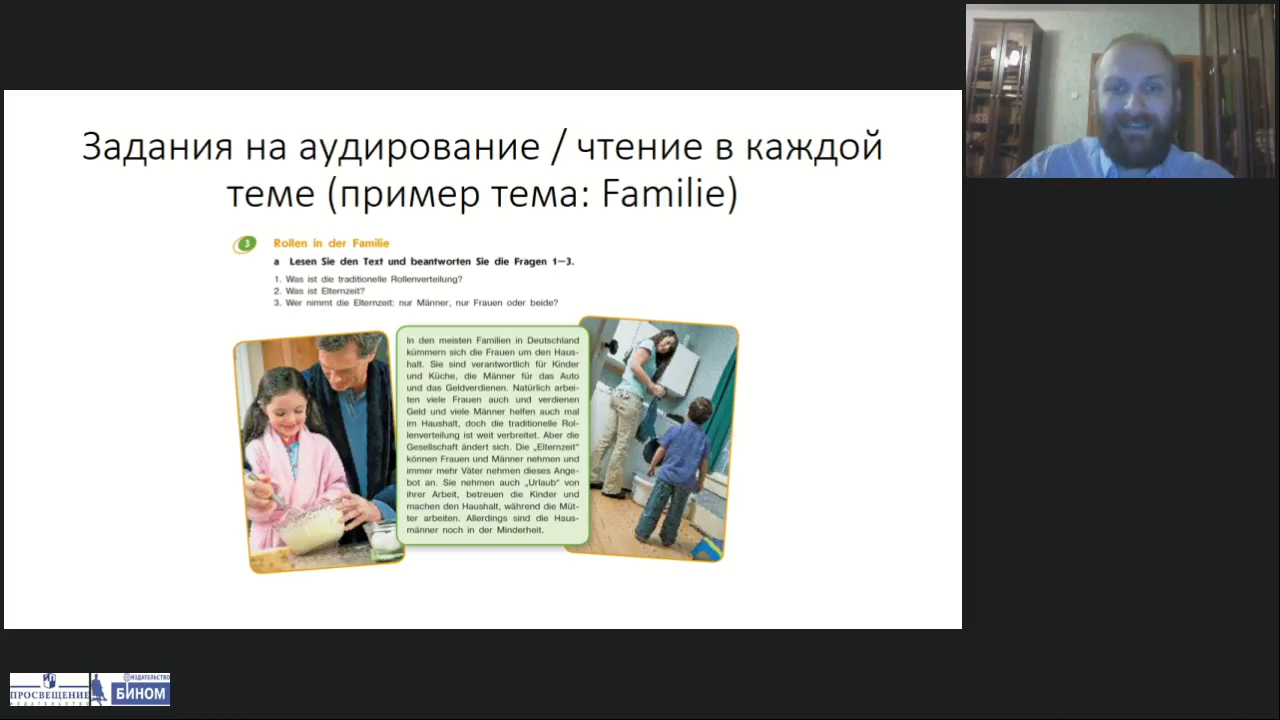 Задания на аудирование / чтение в каждой
теме (пример тема: Familie)
3 Rollen in der Familie
a Lesen Sie den Text und beantworten Sie die Fragen 1–3.
1. Was ist die traditionelle Rollenverteilung?
2. Was ist Elternzeit?
3. Wer nimmt die Elternzeit: nur Männer, nur Frauen oder beide?
In den meisten Familien in Deutschland
kümmern sich die Frauen um den Haus-
halt. Sie sind verantwortlich für Kinder
und Küche, die Männer für das Auto
und das Geldverdienen. Natürlich arbei-
ten viele Frauen auch und verdienen
Geld und viele Männer helfen auch mal
im Haushalt, doch die traditionelle Rol-
lenverteilung ist weit verbreitet. Aber die
Gesellschaft ändert sich. Die „Elternzeit“
können Frauen und Männer nehmen und
immer mehr Väter nehmen dieses Ange-
bot an. Sie nehmen auch „Urlaub“ von
ihrer Arbeit, betreuen die Kinder und
machen den Haushalt, während die Müt-
ter arbeiten. Allerdings sind die Haus-
männer noch in der Minderheit.
ПРОСВЕЩЕНИЕ
ИЗДАТЕЛЬСТВО
ИЗДАТЕЛЬСТВО
БИНОМ